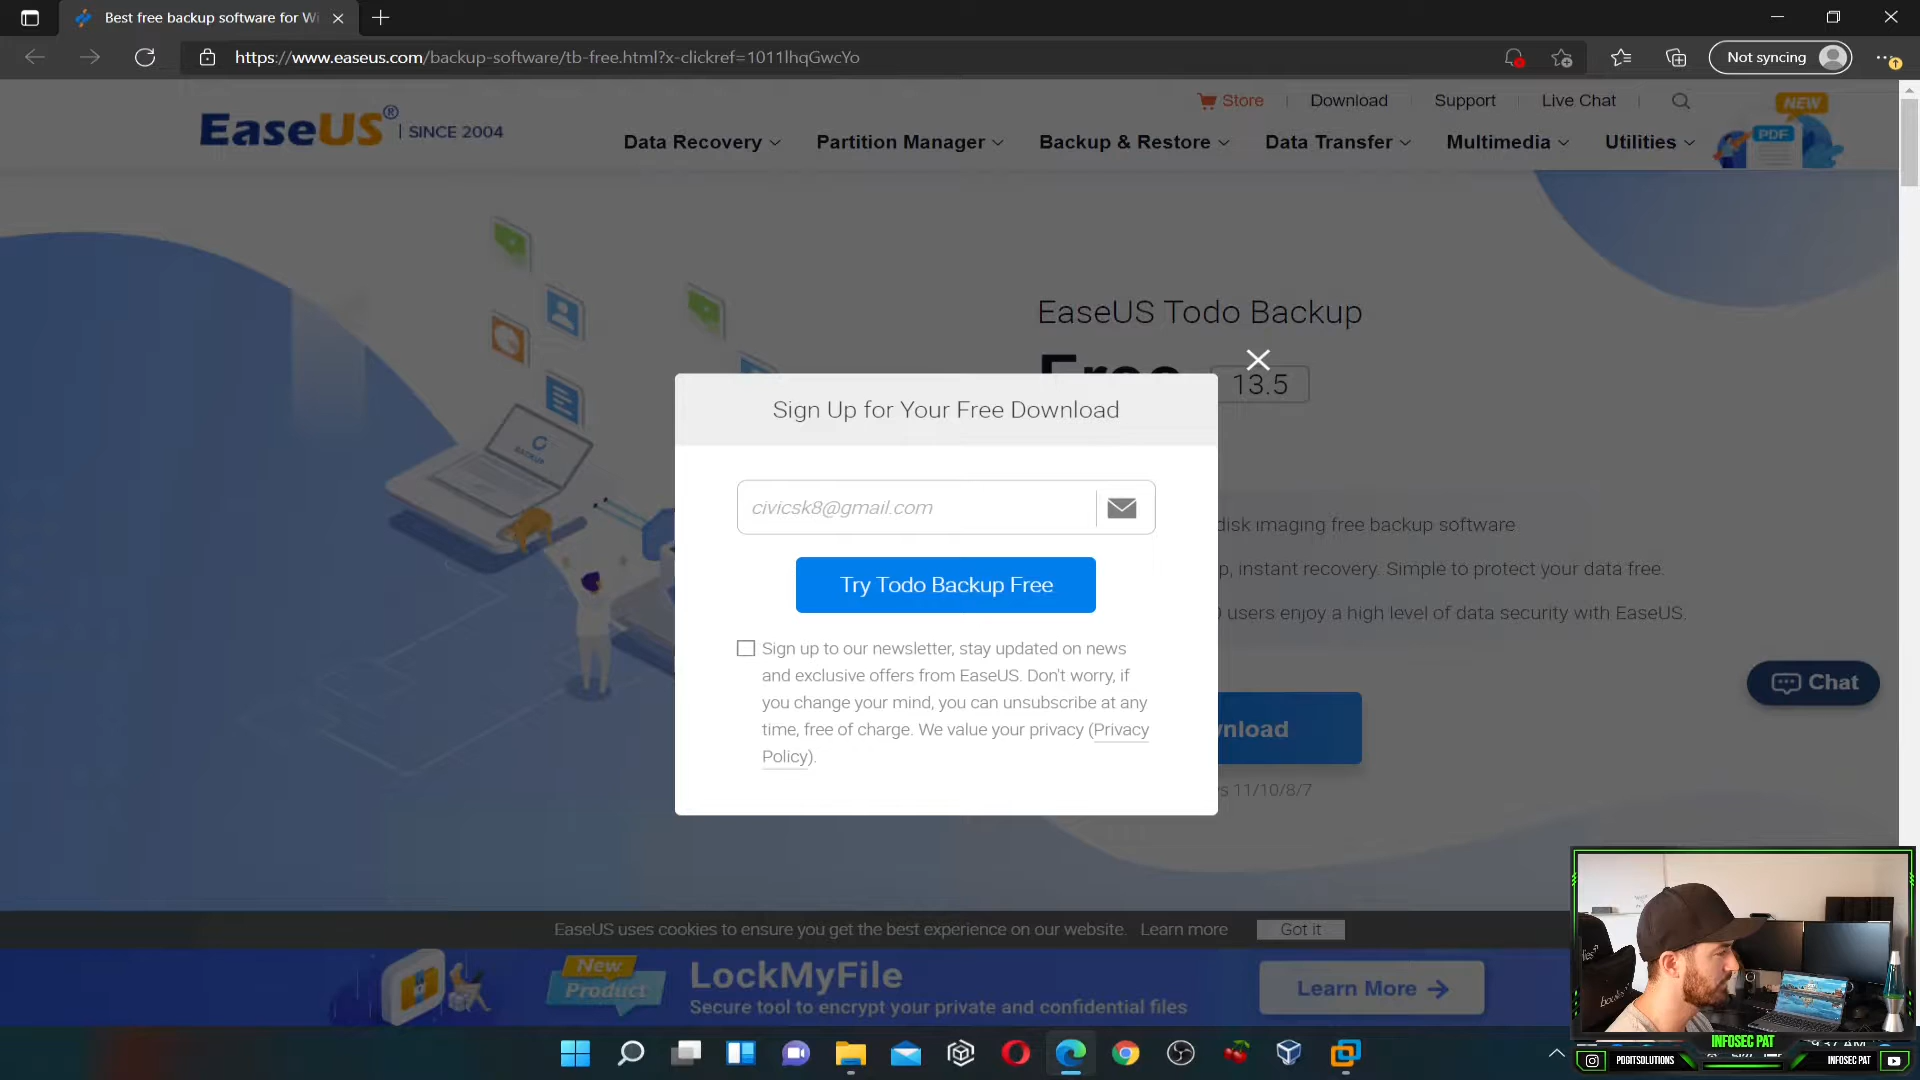 Best free backup software for Wi
https://www.easeus.com/backup-software/tb-free.html?x-clickref=1011lhqGwcYo
Not syncing
Store
Download
Support
Live Chat
NEW
EaseUS® | SINCE 2004
Data Recovery
Partition Manager
Backup & Restore
Data Transfer
Multimedia
Utilities
PDF
EaseUS Todo Backup
Free 13.5
BACKUP
Sign Up for Your Free Download
civicsk8@gmail.com
Try Todo Backup Free
Sign up to our newsletter, stay updated on news
and exclusive offers from EaseUS. Don't worry, if
you change your mind, you can unsubscribe at any
time, free of charge. We value your privacy (Privacy
Policy).
disk imaging free backup software
p, instant recovery. Simple to protect your data free.
users enjoy a high level of data security with EaseUS.
Chat
wnload
s 11/10/8/7
EaseUS uses cookies to ensure you get the best experience on our website. Learn more
Got it
New
Product
LockMyFile
Secure tool to encrypt your private and confidential files
Learn More
INFOSEC PAT
PDGITSOLUTIONS
INFOSEC PAT